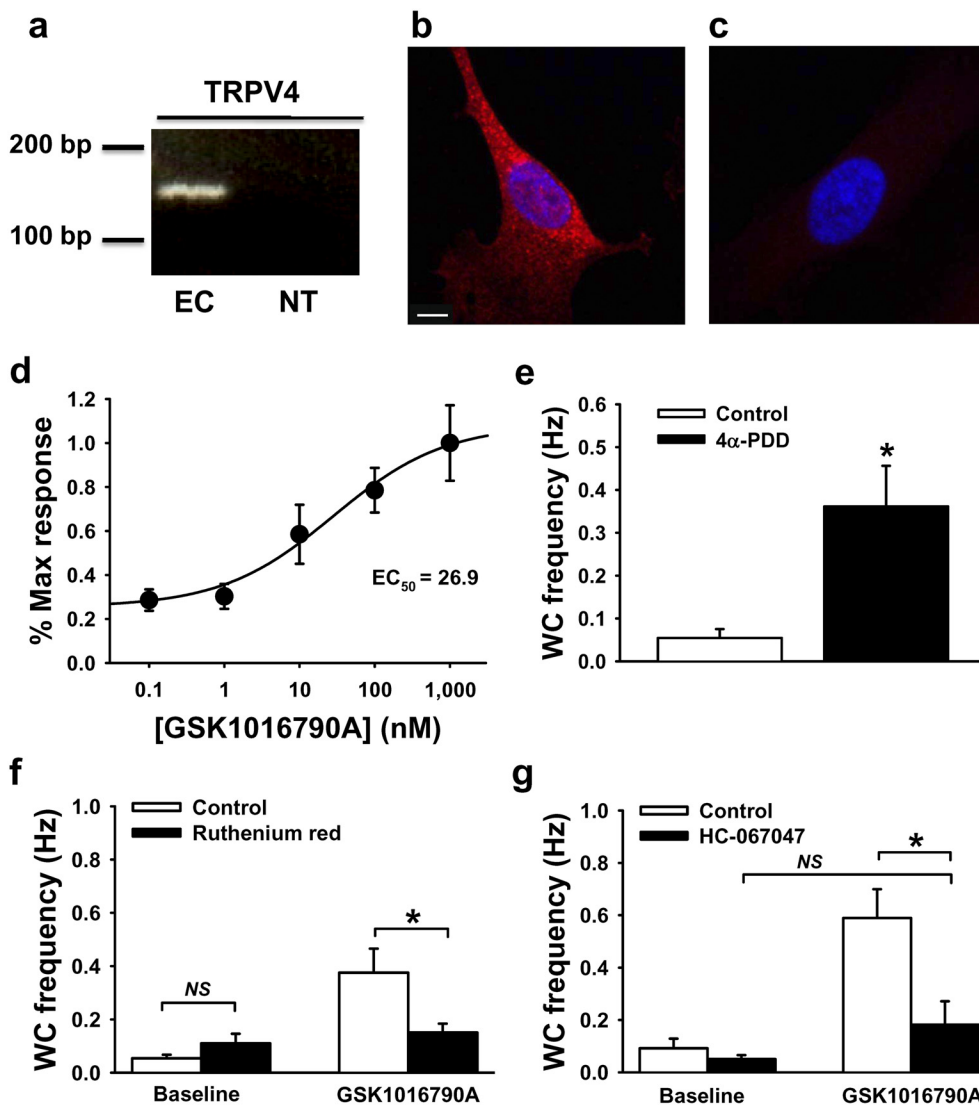 a
TRPV4
200 bp
100 bp
EC NT
b
c
d
% Max response
1.2
1.0
0.8
0.6
0.4
0.2
0.0
EC50 = 26.9
0.1 1 10 100 1,000
[GSK1016790A] (nM)
e
WC frequency (Hz)
0.6
0.4
0.3
0.1
0.0
Control
4α-PDD
*
f
WC frequency (Hz)
1.0
0.8
0.6
0.4
0.2
0.0
Control
Ruthenium red
NS
*
Baseline GSK1016790A
g
WC frequency (Hz)
1.0
0.8
0.6
0.4
0.2
0.0
Control
HC-067047
NS
*
Baseline GSK1016790A